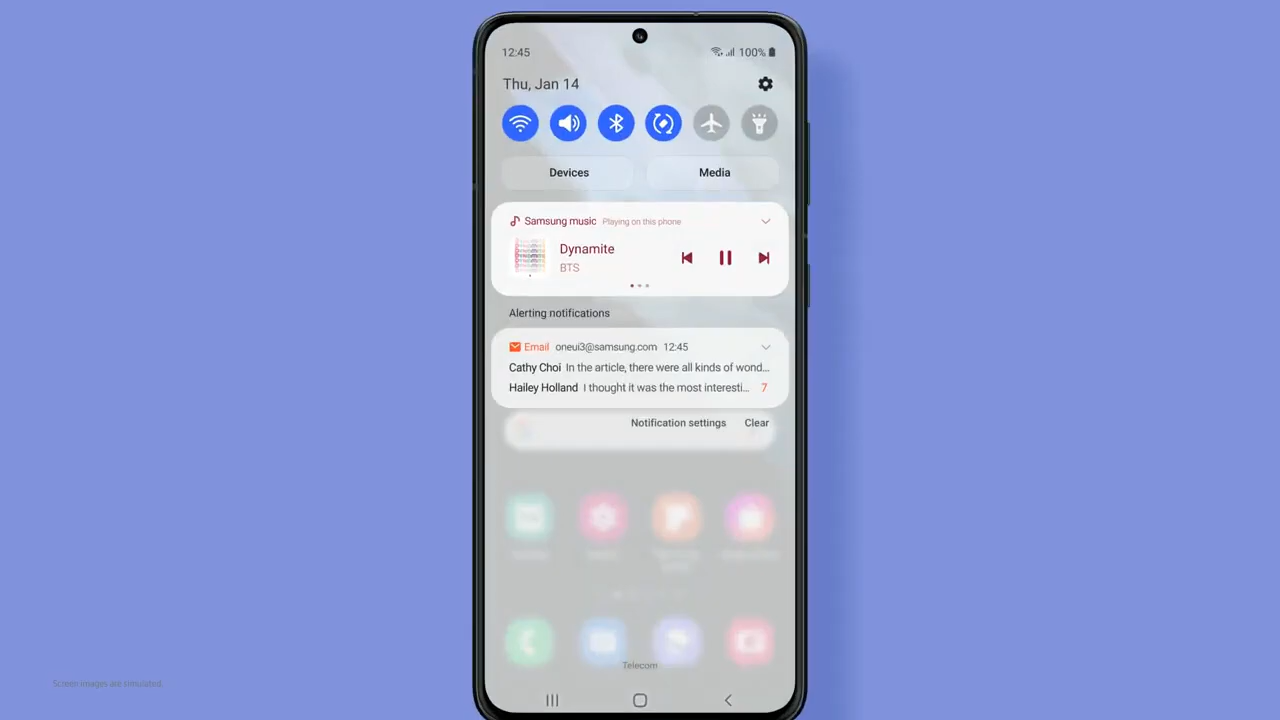 12:45 100%
Thu, Jan 14
Devices Media
Samsung music Playing on this phone
Dynamite
BTS
Alerting notifications
Email oneui3@samsung.com 12:45
Cathy Choi In the article, there were all kinds of wond...
Hailey Holland I thought it was the most interesti... 7
Notification settings Clear
Telecom
Screen images are simulated.